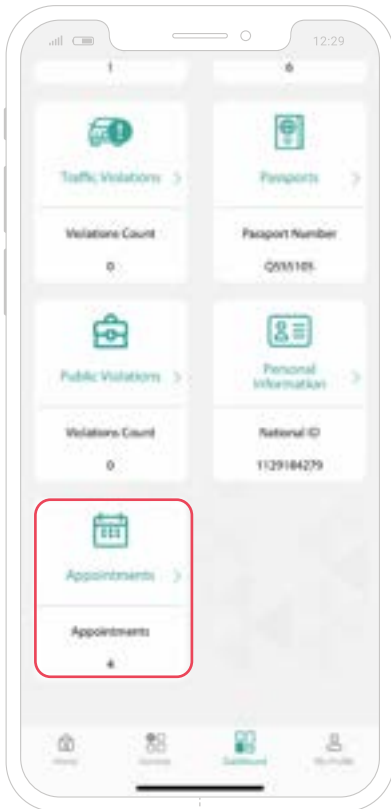 12:29
1
6
Traffic Violations
Passports
Violations Count
Passport Number
0
Public Violations
Personal
Information
Violations Count
National ID
0
1129184279
Appointments
Appointments
4
Home
Services
Dashboard
My Profile